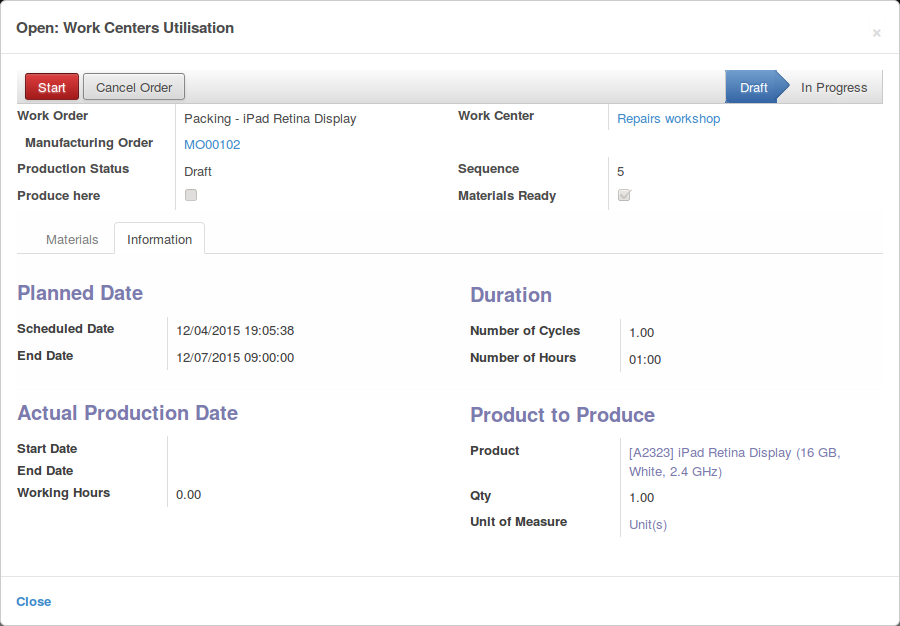 Open: Work Centers Utilisation
×
Start
Cancel Order
Draft
In Progress
Work Order
Packing - iPad Retina Display
Work Center
Repairs workshop
Manufacturing Order
MO00102
Production Status
Draft
Sequence
5
Produce here
Materials Ready
Materials
Information
Planned Date
Scheduled Date
12/04/2015 19:05:38
End Date
12/07/2015 09:00:00
Duration
Number of Cycles
1.00
Number of Hours
01:00
Actual Production Date
Start Date
End Date
Working Hours
0.00
Product to Produce
Product
[A2323] iPad Retina Display (16 GB,
White, 2.4 GHz)
Qty
1.00
Unit of Measure
Unit(s)
Close